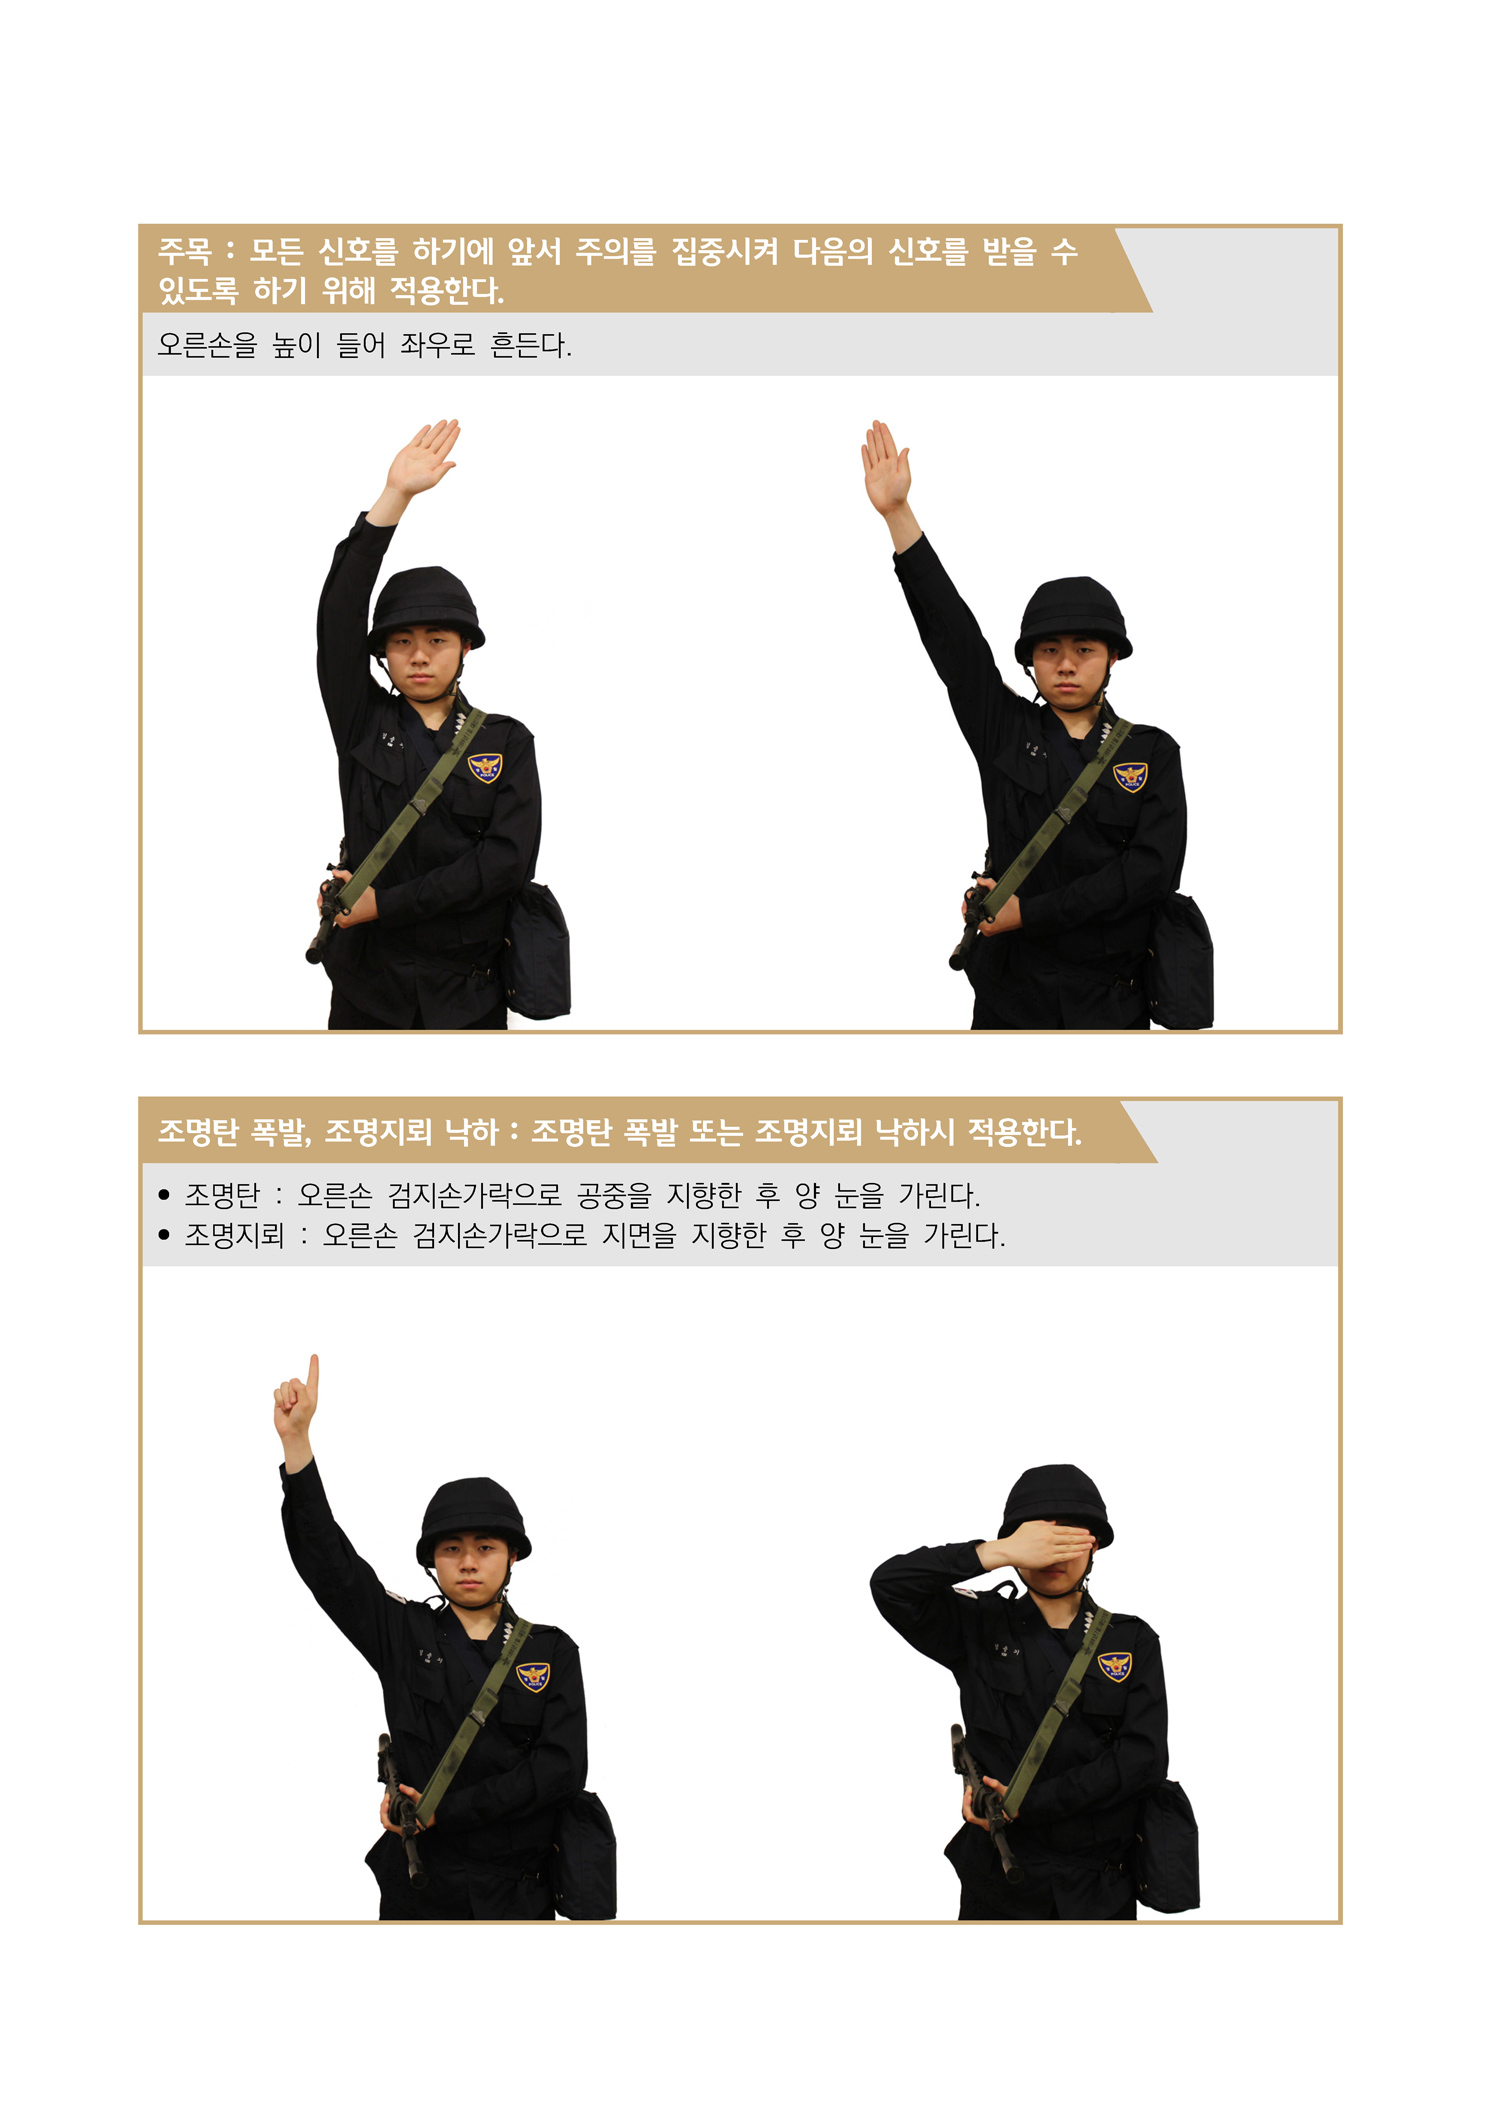 주목 : 모든 신호를 하기에 앞서 주의를 집중시켜 다음의 신호를 받을 수
있도록 하기 위해 적용한다.
오른손을 높이 들어 좌우로 흔든다.
조명탄 폭발, 조명지뢰 낙하 : 조명탄 폭발 또는 조명지뢰 낙하시 적용한다.
● 조명탄 : 오른손 검지손가락으로 공중을 지향한 후 양 눈을 가린다.
● 조명지뢰 : 오른손 검지손가락으로 지면을 지향한 후 양 눈을 가린다.